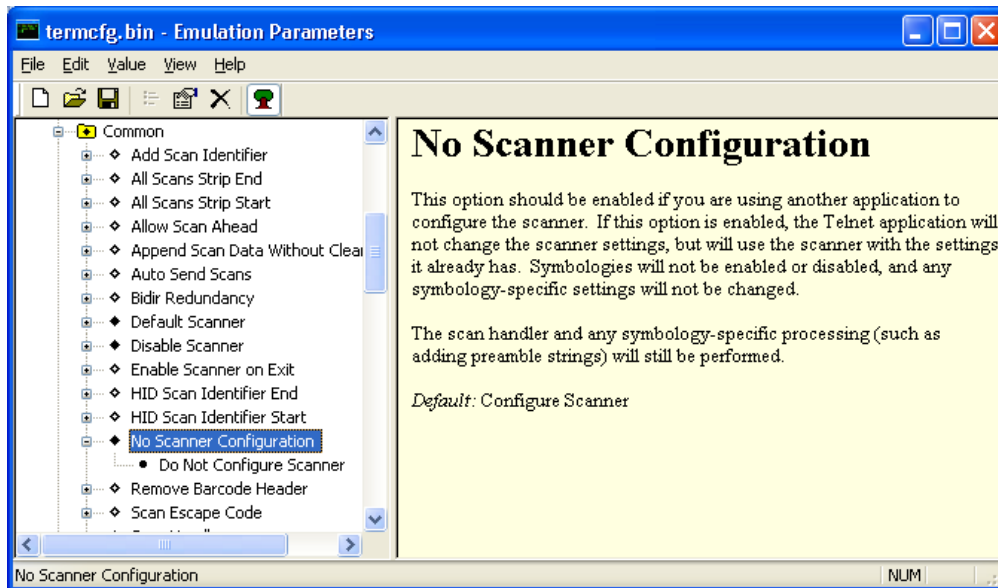 termcfg.bin - Emulation Parameters
File Edit Value View Help
Common
Add Scan Identifier
All Scans Strip End
All Scans Strip Start
Allow Scan Ahead
Append Scan Data Without Clear
Auto Send Scans
Bidir Redundancy
Default Scanner
Disable Scanner
Enable Scanner on Exit
HID Scan Identifier End
HID Scan Identifier Start
No Scanner Configuration
Do Not Configure Scanner
Remove Barcode Header
Scan Escape Code
No Scanner Configuration
This option should be enabled if you are using another application to
configure the scanner. If this option is enabled, the Telnet application will
not change the scanner settings, but will use the scanner with the settings
it already has. Symbologies will not be enabled or disabled, and any
symbology-specific settings will not be changed.
The scan handler and any symbology-specific processing (such as
adding preamble strings) will still be performed.
Default: Configure Scanner
No Scanner Configuration
NUM